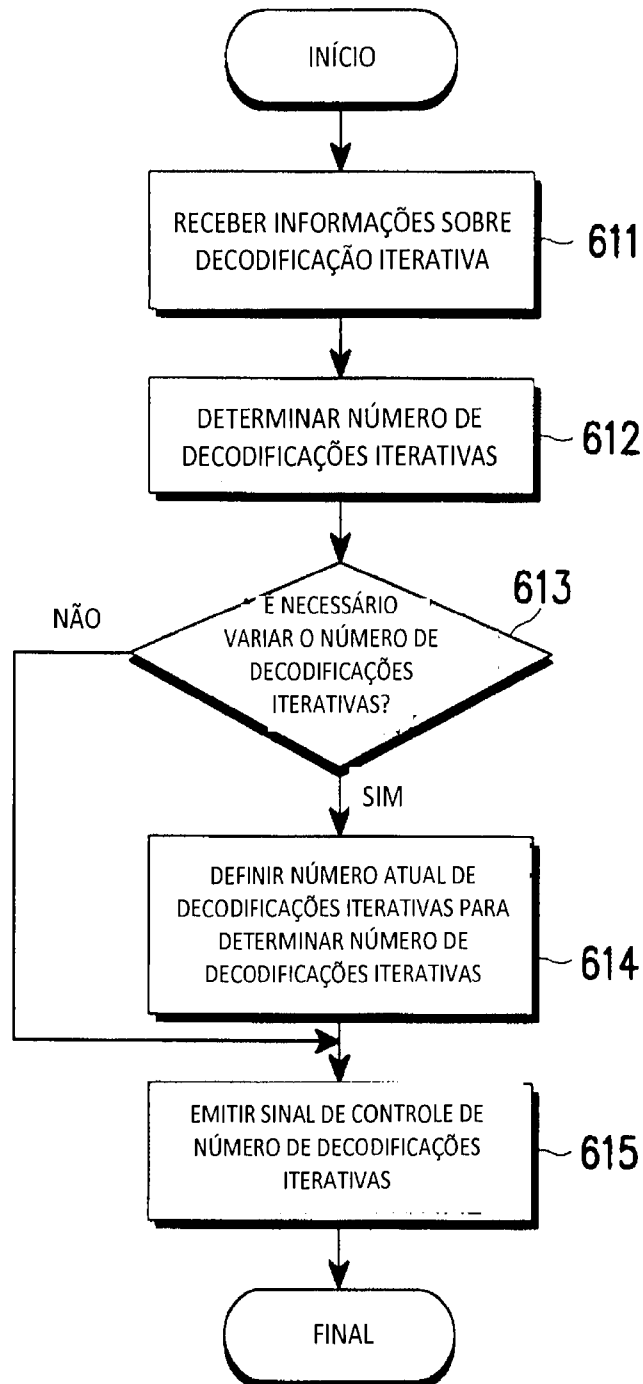 INÍCIO
RECEBER INFORMAÇÕES SOBRE
DECODIFICAÇÃO ITERATIVA
611
DETERMINAR NÚMERO DE
DECODIFICAÇÕES ITERATIVAS
612
613
NÃO
E NECESSÁRIO
VARIAR O NÚMERO DE
DECODIFICAÇÕES
ITERATIVAS?
SIM
DEFINIR NÚMERO ATUAL DE
DECODIFICAÇÕES ITERATIVAS PARA
DETERMINAR NÚMERO DE
DECODIFICAÇÕES ITERATIVAS
614
EMITIR SINAL DE CONTROLE DE
NÚMERO DE DECODIFICAÇÕES
ITERATIVAS
615
FINAL